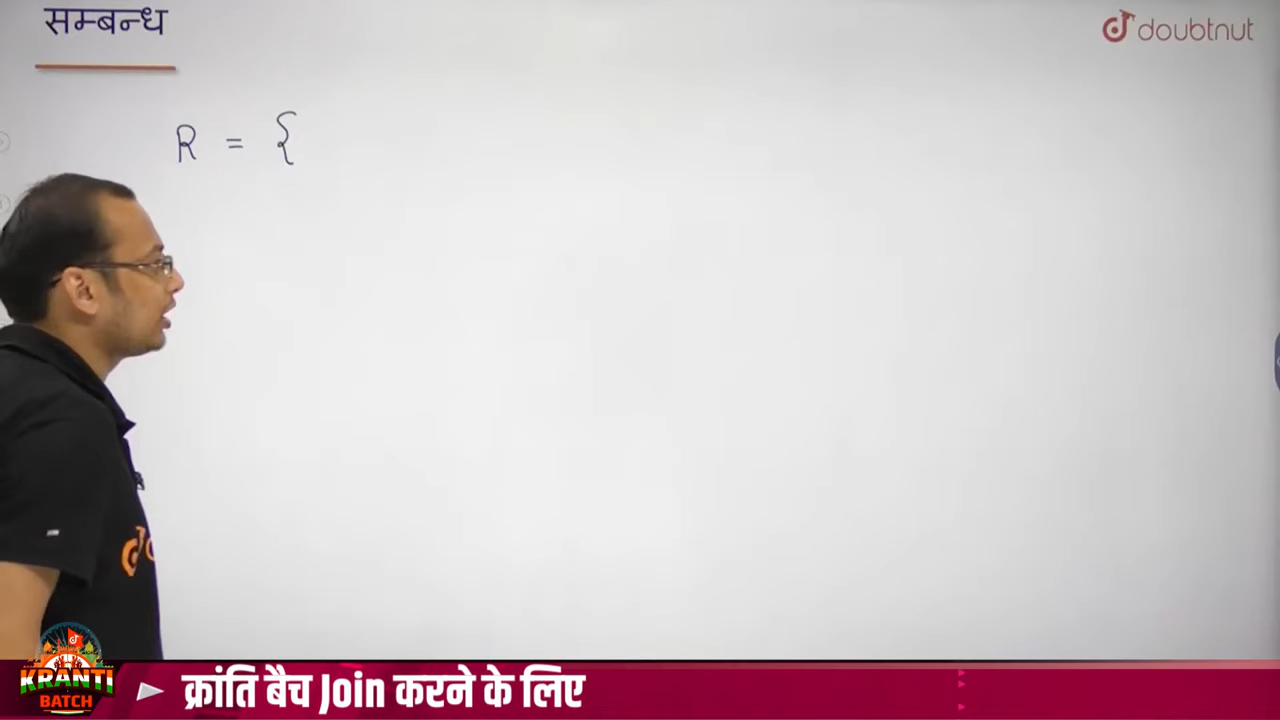 सम्बन्ध
doubtnut
R = {
KRANTI
BATCH
क्रांति बैच Join करने के लिए